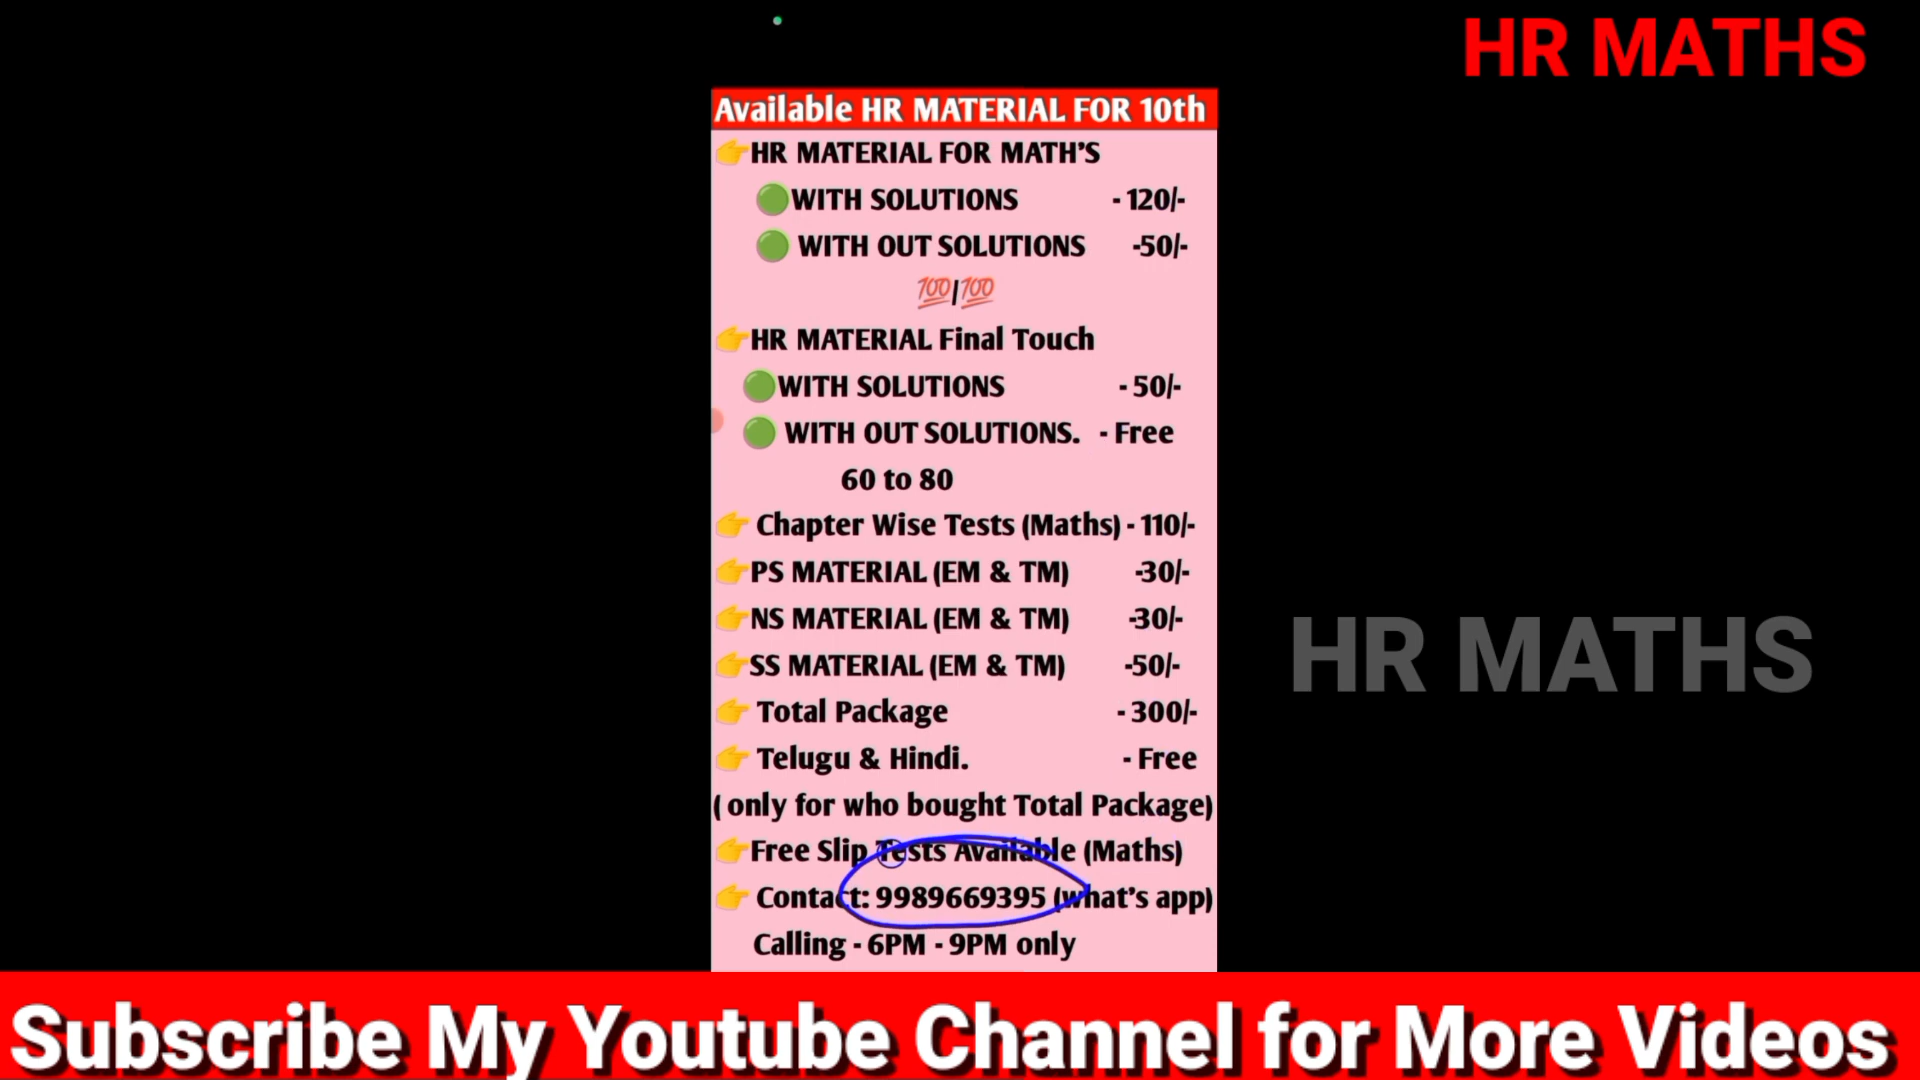 HR MATHS
Available HR MATERIAL FOR 10th
👉HR MATERIAL FOR MATH'S
🟢WITH SOLUTIONS - 120/-
🟢 WITH OUT SOLUTIONS -50/-
💯/💯
👉HR MATERIAL Final Touch
🟢WITH SOLUTIONS - 50/-
🟢 WITH OUT SOLUTIONS. - Free
60 to 80
👉 Chapter Wise Tests (Maths) - 110/-
👉PS MATERIAL (EM & TM) -30/-
👉NS MATERIAL (EM & TM) -30/-
👉SS MATERIAL (EM & TM) -50/-
👉 Total Package - 300/-
👉 Telugu & Hindi. - Free
( only for who bought Total Package)
👉Free Slip Tests Available (Maths)
👉 Contact: 9989669395 (what's app)
Calling - 6PM - 9PM only
HR MATHS
Subscribe My Youtube Channel for More Videos